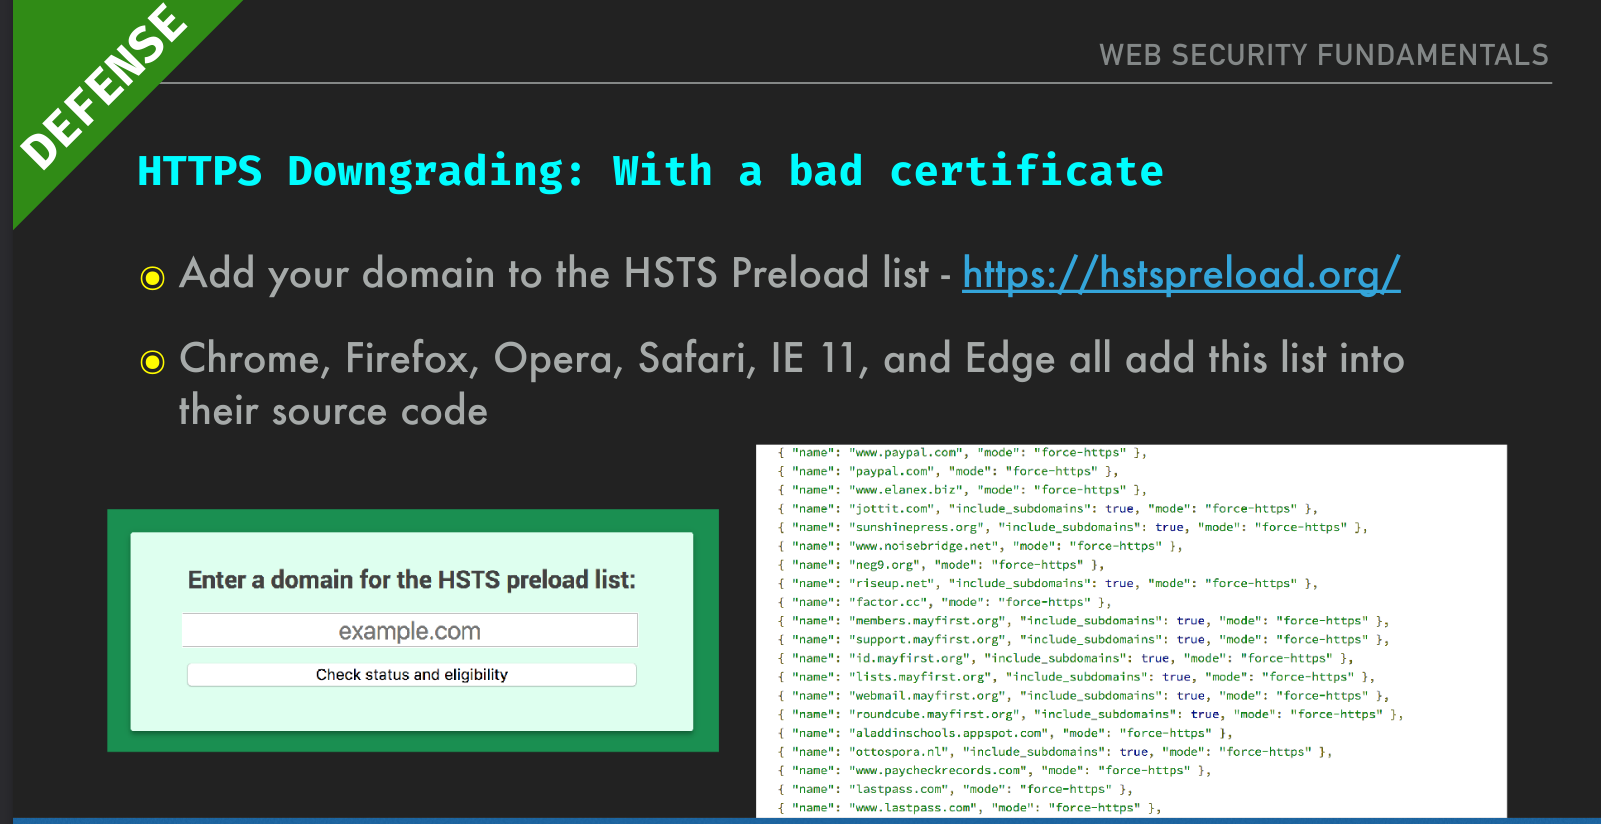 DEFENSE
WEB SECURITY FUNDAMENTALS
HTTPS Downgrading: With a bad certificate
Add your domain to the HSTS Preload list - https://hstspreload.org/
Chrome, Firefox, Opera, Safari, IE 11, and Edge all add this list into
their source code
Enter a domain for the HSTS preload list:
example.com
Check status and eligibility
{ "name": "www.paypal.com", "mode": "force-https" },
{ "name": "paypal.com", "mode": "force-https" },
{ "name": "www.elanex.biz", "mode": "force-https" },
{ "name": "jottit.com", "include_subdomains": true, "mode": "force-https" },
{ "name": "sunshinepress.org", "include_subdomains": true, "mode": "force-https" },
{ "name": "www.noisebridge.net", "mode": "force-https" },
{ "name": "neg9.org", "mode": "force-https" },
{ "name": "riseup.net", "include_subdomains": true, "mode": "force-https" },
{ "name": "factor.cc", "mode": "force-https" },
{ "name": "members.mayfirst.org", "include_subdomains": true, "mode": "force-https" },
{ "name": "support.mayfirst.org", "include_subdomains": true, "mode": "force-https" },
{ "name": "id.mayfirst.org", "include_subdomains": true, "mode": "force-https" },
{ "name": "lists.mayfirst.org", "include_subdomains": true, "mode": "force-https" },
{ "name": "webmail.mayfirst.org", "include_subdomains": true, "mode": "force-https" },
{ "name": "roundcube.mayfirst.org", "include_subdomains": true, "mode": "force-https" },
{ "name": "aladdinschools.appspot.com", "mode": "force-https" },
{ "name": "ottospora.nl", "include_subdomains": true, "mode": "force-https" },
{ "name": "www.paycheckrecords.com", "mode": "force-https" },
{ "name": "lastpass.com", "mode": "force-https" },
{ "name": "www.lastpass.com", "mode": "force-https" },